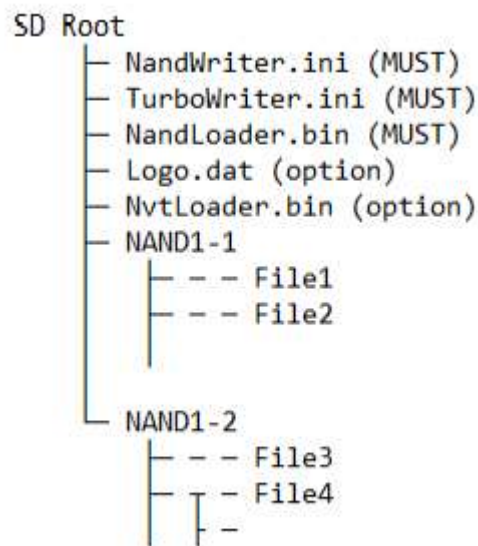 SD Root
NandWriter.ini (MUST)
TurboWriter.ini (MUST)
NandLoader.bin (MUST)
Logo.dat (option)
NvtLoader.bin (option)
NAND1-1
File1
File2
NAND1-2
File3
File4